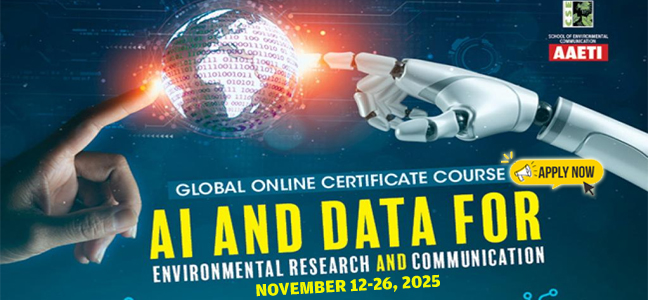 SCHOOL OF ENVIRONMENTAL
COMMUNICATION
AAETI
GLOBAL ONLINE CERTIFICATE COURSE
APPLY NOW
AI AND DATA FOR
ENVIRONMENTAL RESEARCH AND COMMUNICATION
NOVEMBER 12-26, 2025